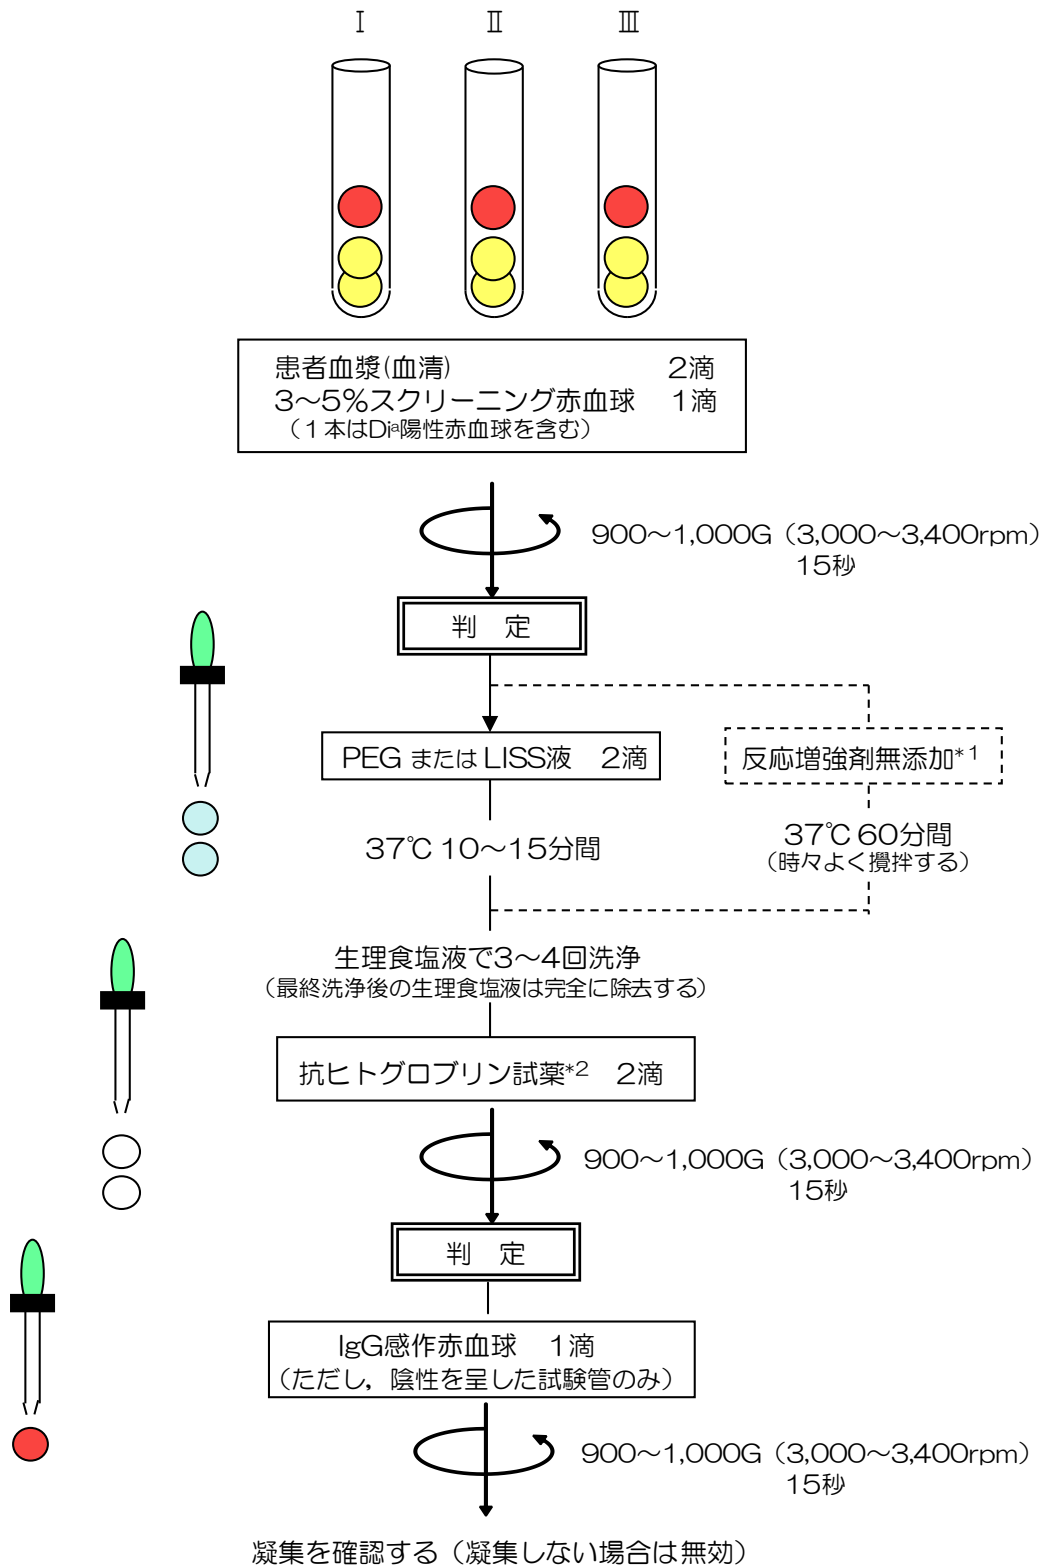 Ⅰ Ⅱ Ⅲ
患者血漿(血清) 2滴
3～5%スクリーニング赤血球 1滴
（1本はDiª陽性赤血球を含む）
900～1,000G（3,000～3,400rpm）
15秒
判 定
PEG または LISS液 2滴
反応増強剤無添加*1
37℃ 10～15分間
37℃ 60分間
（時々よく攪拌する）
生理食塩液で3～4回洗浄
（最終洗浄後の生理食塩液は完全に除去する）
抗ヒトグロブリン試薬*2 2滴
900～1,000G（3,000～3,400rpm）
15秒
判 定
IgG感作赤血球 1滴
（ただし，陰性を呈した試験管のみ）
900～1,000G（3,000～3,400rpm）
15秒
凝集を確認する（凝集しない場合は無効）